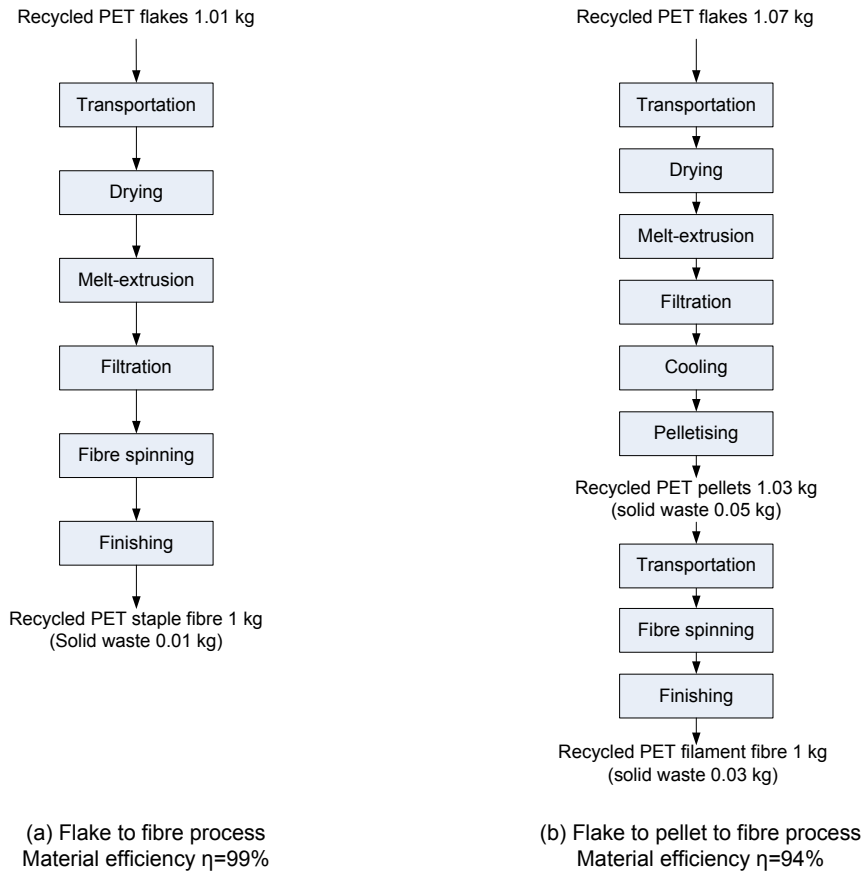 Recycled PET flakes 1.01 kg
Transportation
Drying
Melt-extrusion
Filtration
Fibre spinning
Finishing
Recycled PET staple fibre 1 kg
(Solid waste 0.01 kg)
(a) Flake to fibre process
Material efficiency η=99%
Recycled PET flakes 1.07 kg
Transportation
Drying
Melt-extrusion
Filtration
Cooling
Pelletising
Recycled PET pellets 1.03 kg
(solid waste 0.05 kg)
Transportation
Fibre spinning
Finishing
Recycled PET filament fibre 1 kg
(solid waste 0.03 kg)
(b) Flake to pellet to fibre process
Material efficiency η=94%